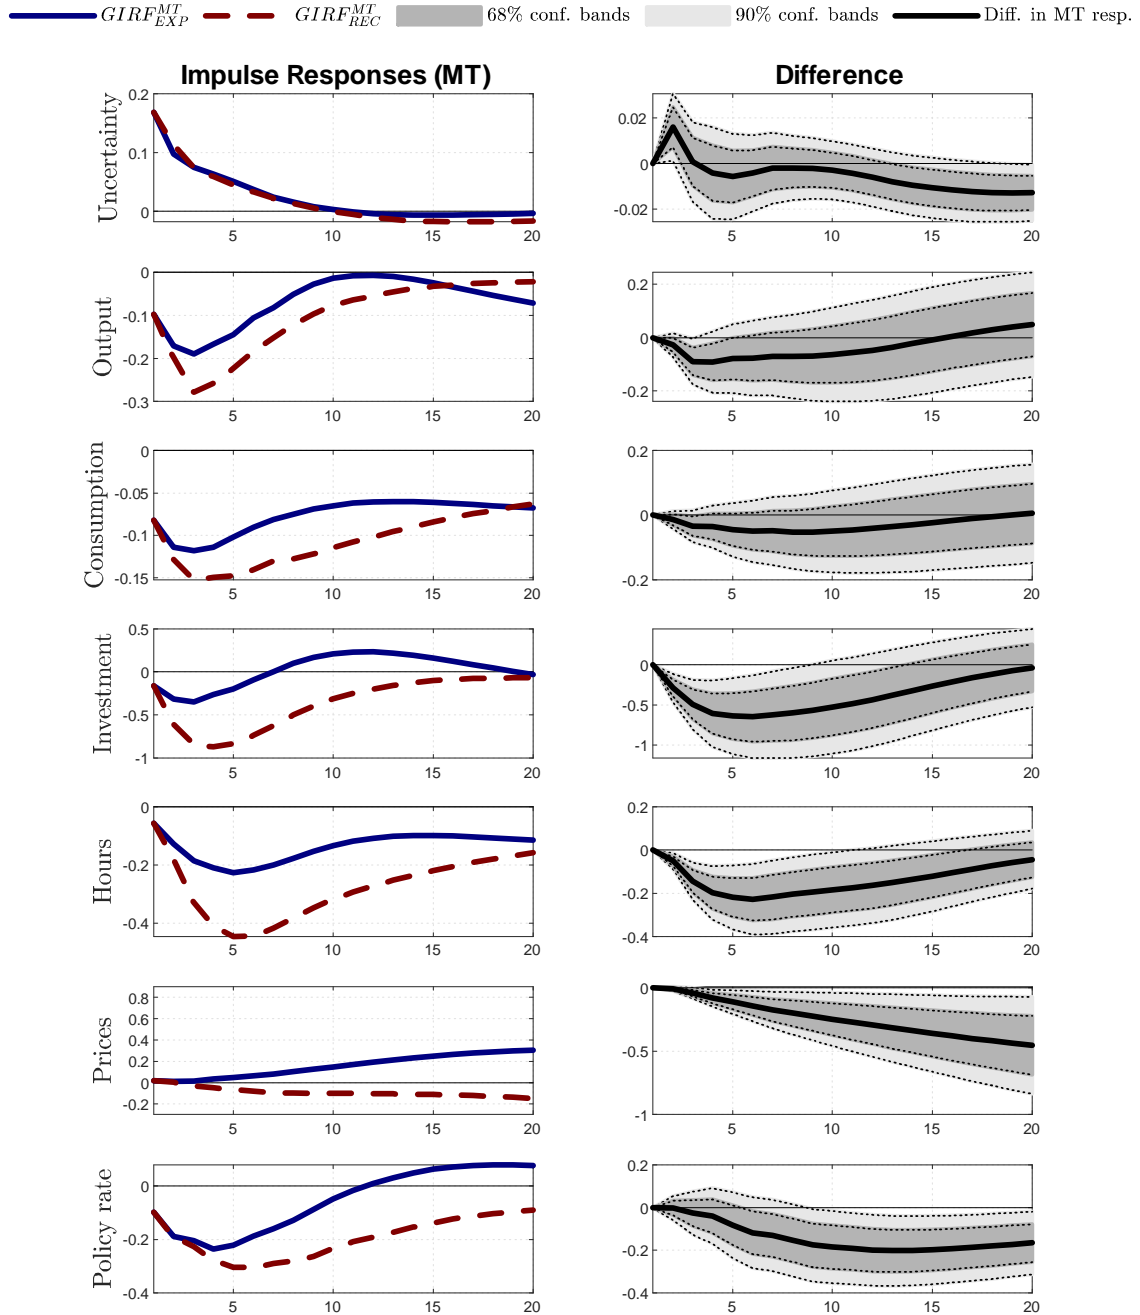 GIRF^{MT}_{EXP} GIRF^{MT}_{REC} 68% conf. bands 90% conf. bands Diff. in MT resp.
Impulse Responses (MT) Difference
Uncertainty
0.2
0.1
0
5 10 15 20
0.02
0
-0.02
5 10 15 20
Output
0
-0.1
-0.2
-0.3
5 10 15 20
0.2
0
-0.2
5 10 15 20
Consumption
0
-0.05
-0.1
-0.15
5 10 15 20
0.2
0
-0.2
5 10 15 20
Investment
0.5
0
-0.5
-1
5 10 15 20
0
-0.5
-1
5 10 15 20
Hours
0
-0.2
-0.4
5 10 15 20
0.2
0
-0.2
-0.4
5 10 15 20
Prices
0.8
0.6
0.4
0.2
0
-0.2
5 10 15 20
0
-0.5
-1
5 10 15 20
Policy rate
0
-0.2
-0.4
5 10 15 20
0.2
0
-0.2
-0.4
5 10 15 20